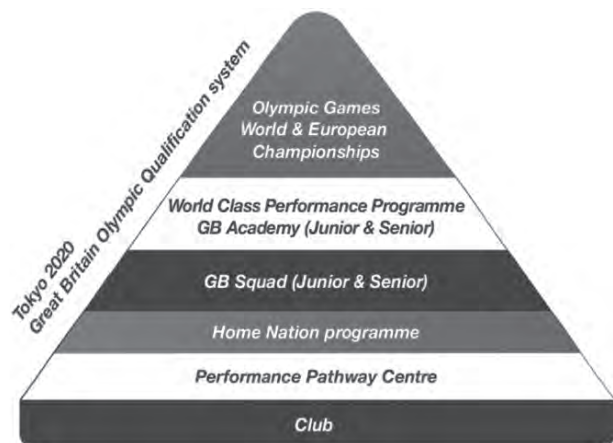 Tokyo 2020
Great Britain Olympic Qualification system
Olympic Games
World & European
Championships
World Class Performance Programme
GB Academy (Junior & Senior)
GB Squad (Junior & Senior)
Home Nation programme
Performance Pathway Centre
Club